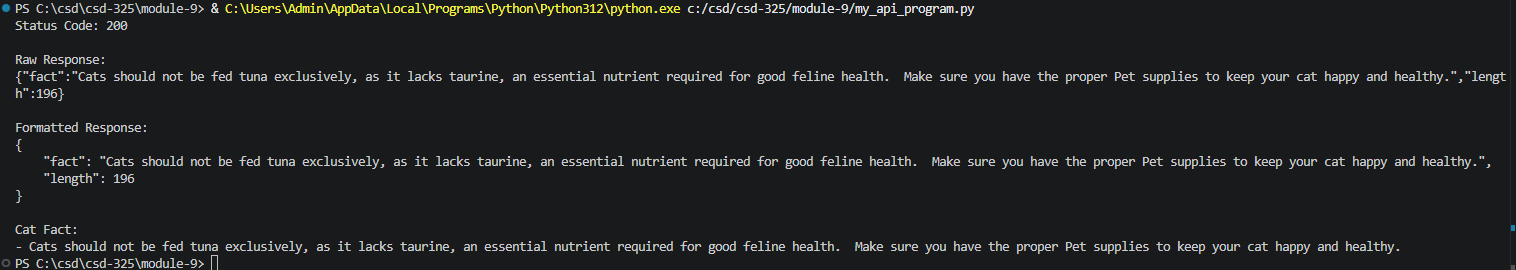 PS C:\csd\csd-325\module-9> & C:\Users\Admin\AppData\Local\Programs\Python\Python312\python.exe c:/csd/csd-325/module-9/my_api_program.py
Status Code: 200
Raw Response:
{"fact":"Cats should not be fed tuna exclusively, as it lacks taurine, an essential nutrient required for good feline health.  Make sure you have the proper Pet supplies to keep your cat happy and healthy.","lengt
h":196}
Formatted Response:
{
    "fact": "Cats should not be fed tuna exclusively, as it lacks taurine, an essential nutrient required for good feline health.  Make sure you have the proper Pet supplies to keep your cat happy and healthy.",
    "length": 196
}
Cat Fact:
- Cats should not be fed tuna exclusively, as it lacks taurine, an essential nutrient required for good feline health.  Make sure you have the proper Pet supplies to keep your cat happy and healthy.
PS C:\csd\csd-325\module-9>